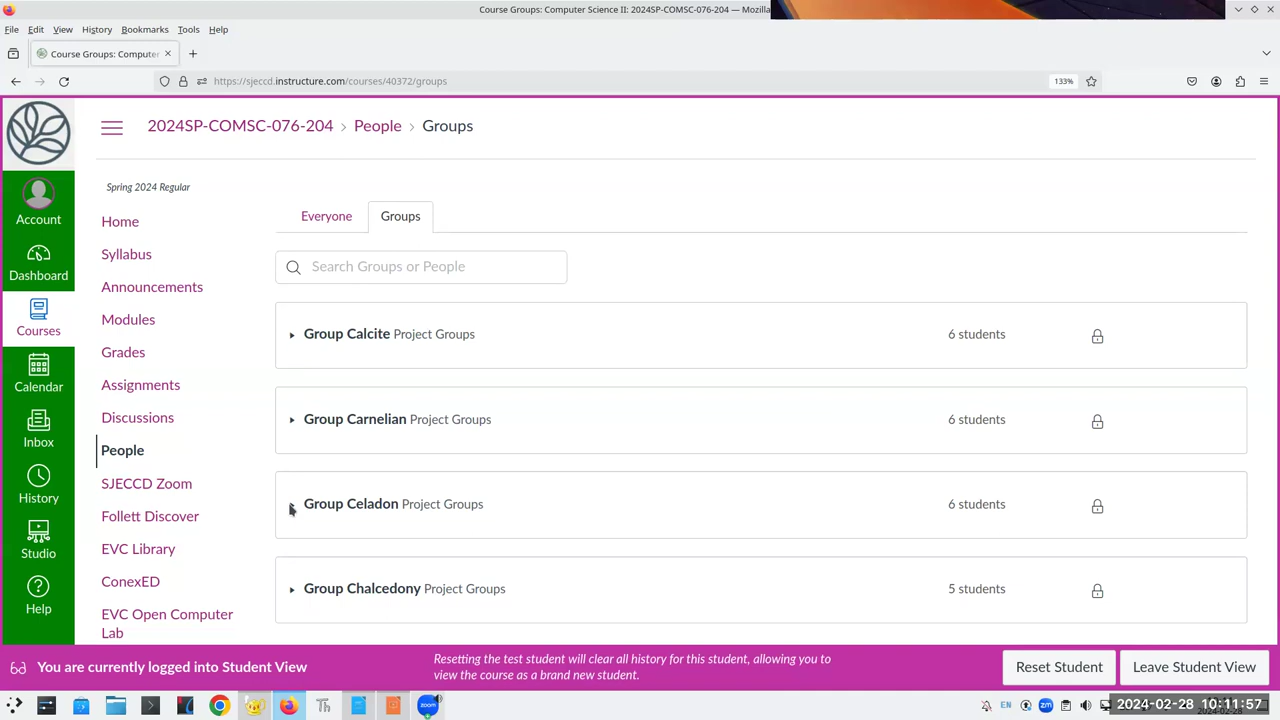 Course Groups: Computer Science II: 2024SP-COMSC-076-204 — Mozilla
File Edit View History Bookmarks Tools Help
Course Groups: Computer
https://sjeccd.instructure.com/courses/40372/groups
133%
2024SP-COMSC-076-204 › People › Groups
Spring 2024 Regular
Account
Dashboard
Courses
Calendar
Inbox
History
Studio
Help
Home
Syllabus
Announcements
Modules
Grades
Assignments
Discussions
People
SJECCD Zoom
Follett Discover
EVC Library
ConexED
EVC Open Computer
Lab
Everyone
Groups
Search Groups or People
Group Calcite Project Groups 6 students
Group Carnelian Project Groups 6 students
Group Celadon Project Groups 6 students
Group Chalcedony Project Groups 5 students
You are currently logged into Student View
Resetting the test student will clear all history for this student, allowing you to
view the course as a brand new student.
Reset Student
Leave Student View
Th
zoom
EN
zm
2024-02-28 10:11:57